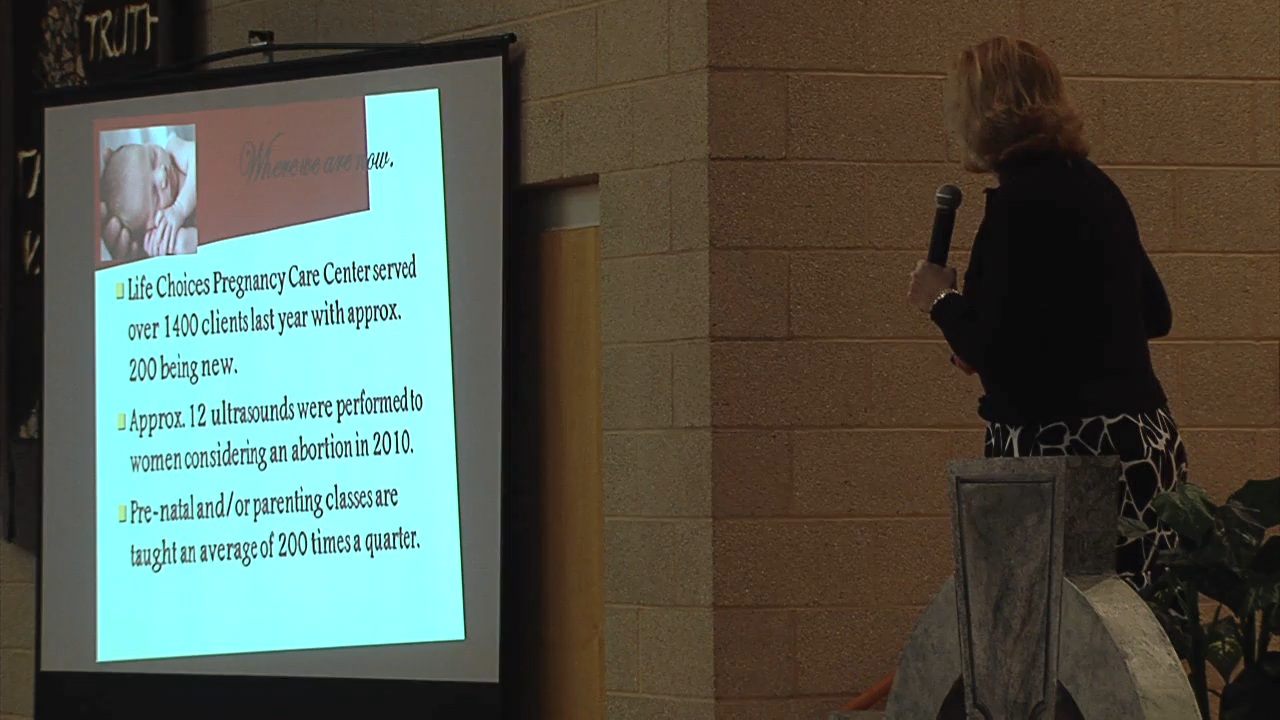 TRUTH
Where we are now.
Life Choices Pregnancy Care Center served
over 1400 clients last year with approx.
200 being new.
Approx. 12 ultrasounds were performed to
women considering an abortion in 2010.
Pre-natal and/or parenting classes are
taught an average of 200 times a quarter.